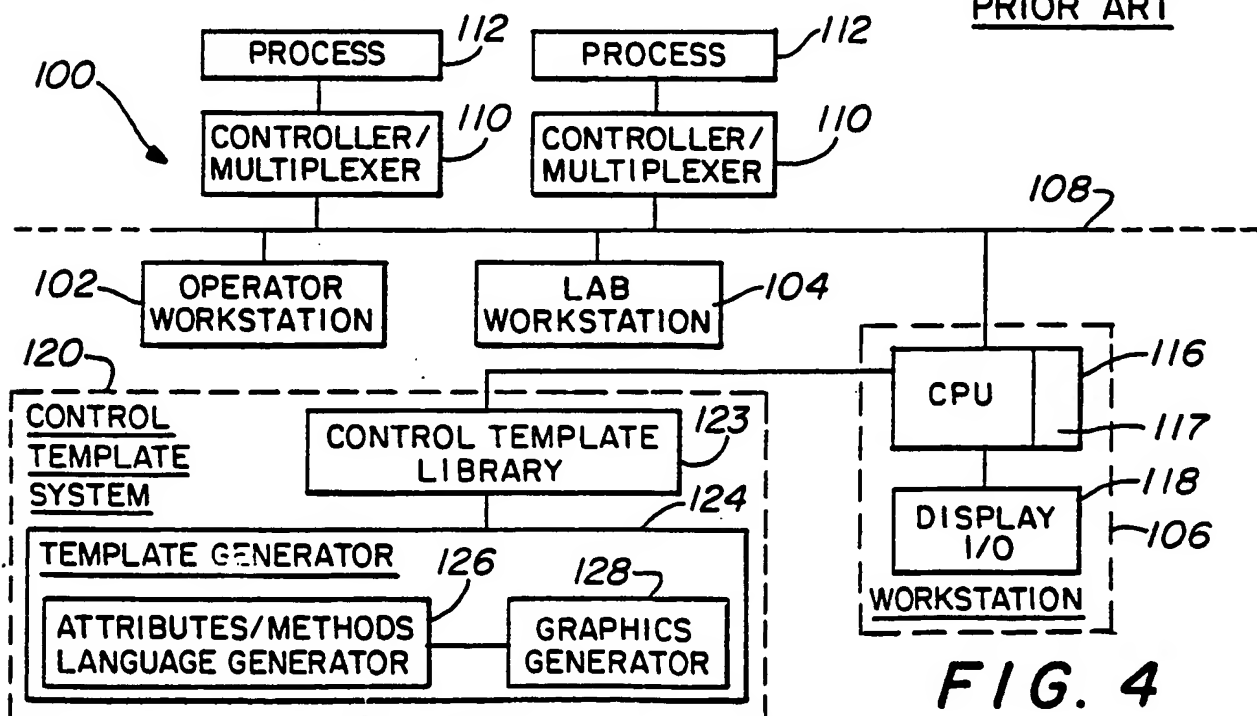 PRIOR ART
PROCESS
112
PROCESS
112
100
CONTROLLER/
MULTIPLEXER
110
CONTROLLER/
MULTIPLEXER
110
108
102
OPERATOR
WORKSTATION
LAB
WORKSTATION
104
120
CONTROL
TEMPLATE
SYSTEM
CONTROL TEMPLATE
LIBRARY
123
CPU
116
117
DISPLAY
I/O
118
106
WORKSTATION
124
TEMPLATE GENERATOR
126
128
ATTRIBUTES/METHODS
LANGUAGE GENERATOR
GRAPHICS
GENERATOR
FIG. 4